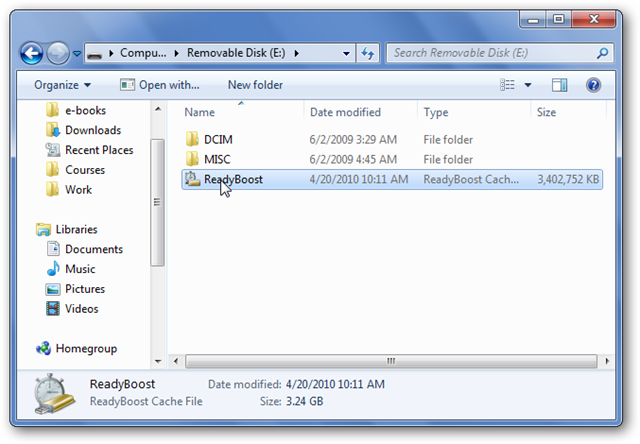 Compu... Removable Disk (E:) Search Removable Disk (E:)
Organize Open with... New folder
Name Date modified Type Size
e-books
Downloads
Recent Places
Courses
Work
Libraries
Documents
Music
Pictures
Videos
Homegroup
DCIM 6/2/2009 3:29 AM File folder
MISC 6/2/2009 4:45 AM File folder
ReadyBoost 4/20/2010 10:11 AM ReadyBoost Cach... 3,402,752 KB
ReadyBoost Date modified: 4/20/2010 10:11 AM
ReadyBoost Cache File Size: 3.24 GB